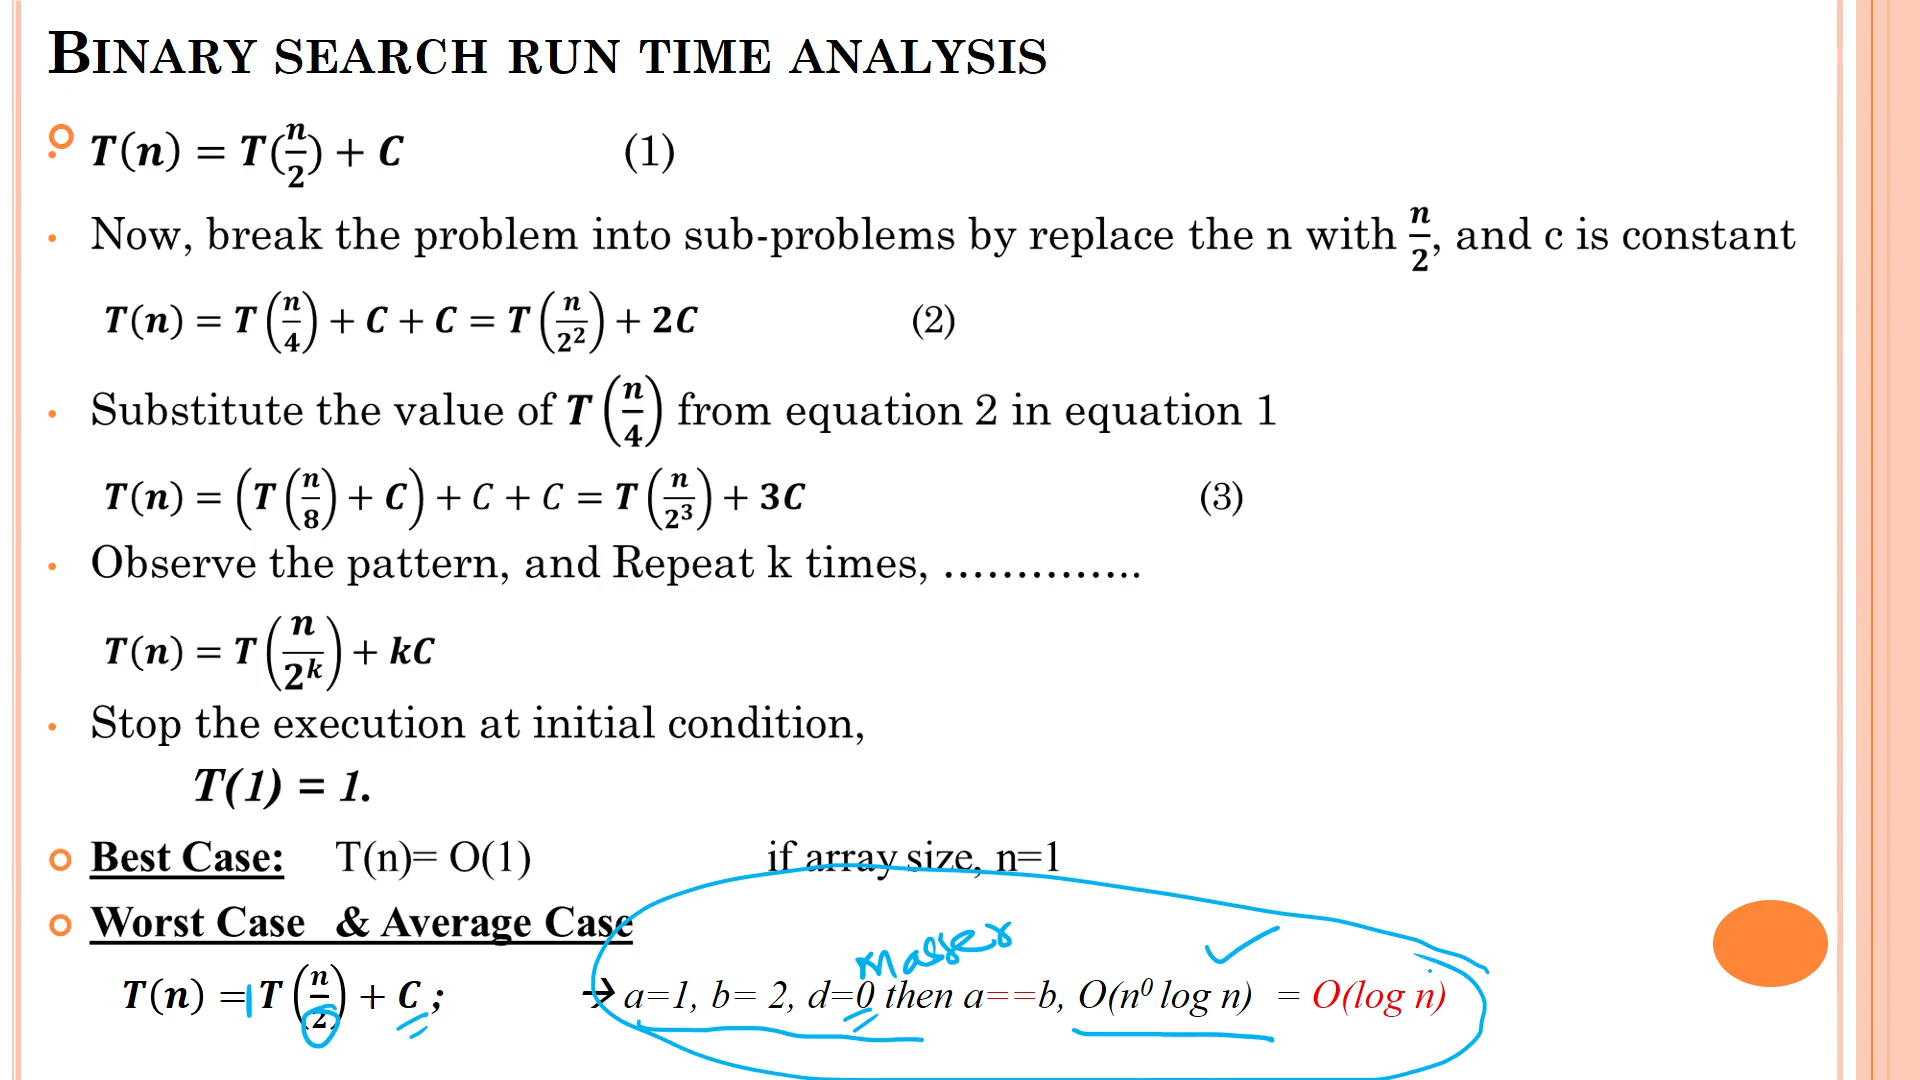 BINARY SEARCH RUN TIME ANALYSIS
T(n) = T(n/2) + C (1)
Now, break the problem into sub-problems by replace the n with n/2, and c is constant
T(n) = T(n/4) + C + C = T(n/2²) + 2C (2)
Substitute the value of T(n/4) from equation 2 in equation 1
T(n) = (T(n/8) + C) + C + C = T(n/2³) + 3C (3)
Observe the pattern, and Repeat k times, …………..
T(n) = T(n/2ᵏ) + kC
Stop the execution at initial condition,
T(1) = 1.
Best Case: T(n)= O(1) if array size, n=1
Worst Case & Average Case
T(n) = 1T(n/2) + C ; → a=1, b= 2, d=0 then a==b, O(n⁰ log n) = O(log n)